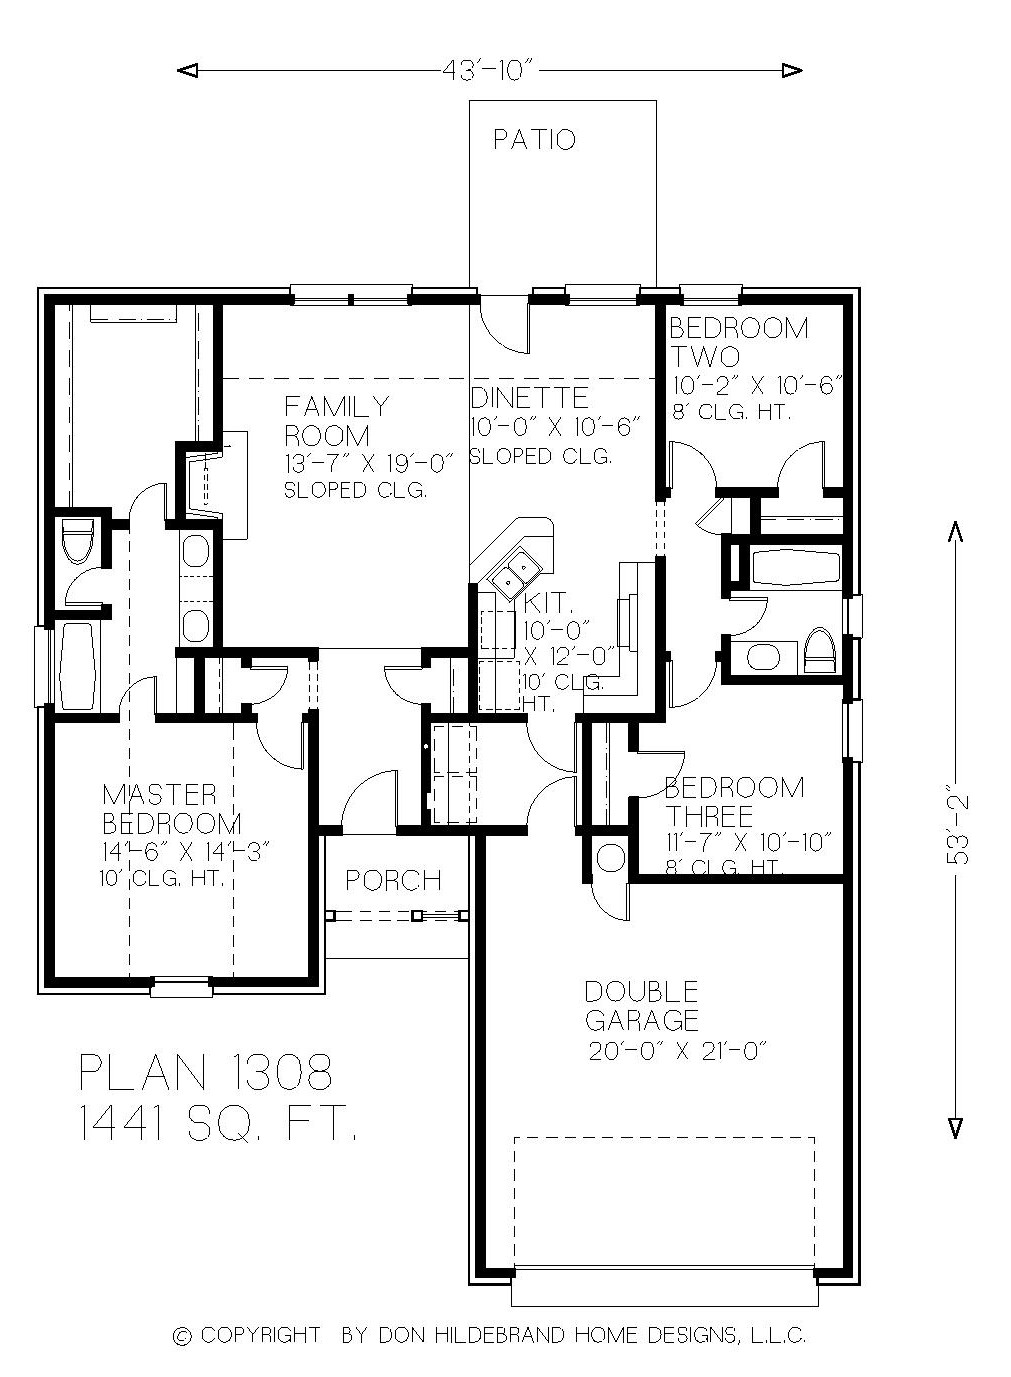 43'-10"
PATIO
BEDROOM
TWO
10'-2" X 10'-6"
8' CLG. HT.
FAMILY
ROOM
13'-7" X 19'-0"
SLOPED CLG.
DINETTE
10'-0" X 10'-6"
SLOPED CLG.
KIT.
10'-0"
X 12'-0"
10' CLG.
HT.
MASTER
BEDROOM
14'-6" X 14'-3"
10' CLG. HT.
BEDROOM
THREE
11'-7" X 10'-10"
8' CLG. HT.
53'-2"
PORCH
DOUBLE
GARAGE
20'-0" X 21'-0"
PLAN 1308
1441 SQ. FT.
© COPYRIGHT BY DON HILDEBRAND HOME DESIGNS, L.L.C.